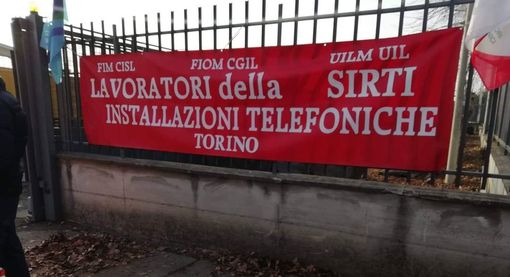 FIM CISL FIOM CGIL UILM UIL
LAVORATORI della SIRTI
INSTALLAZIONI TELEFONICHE
TORINO